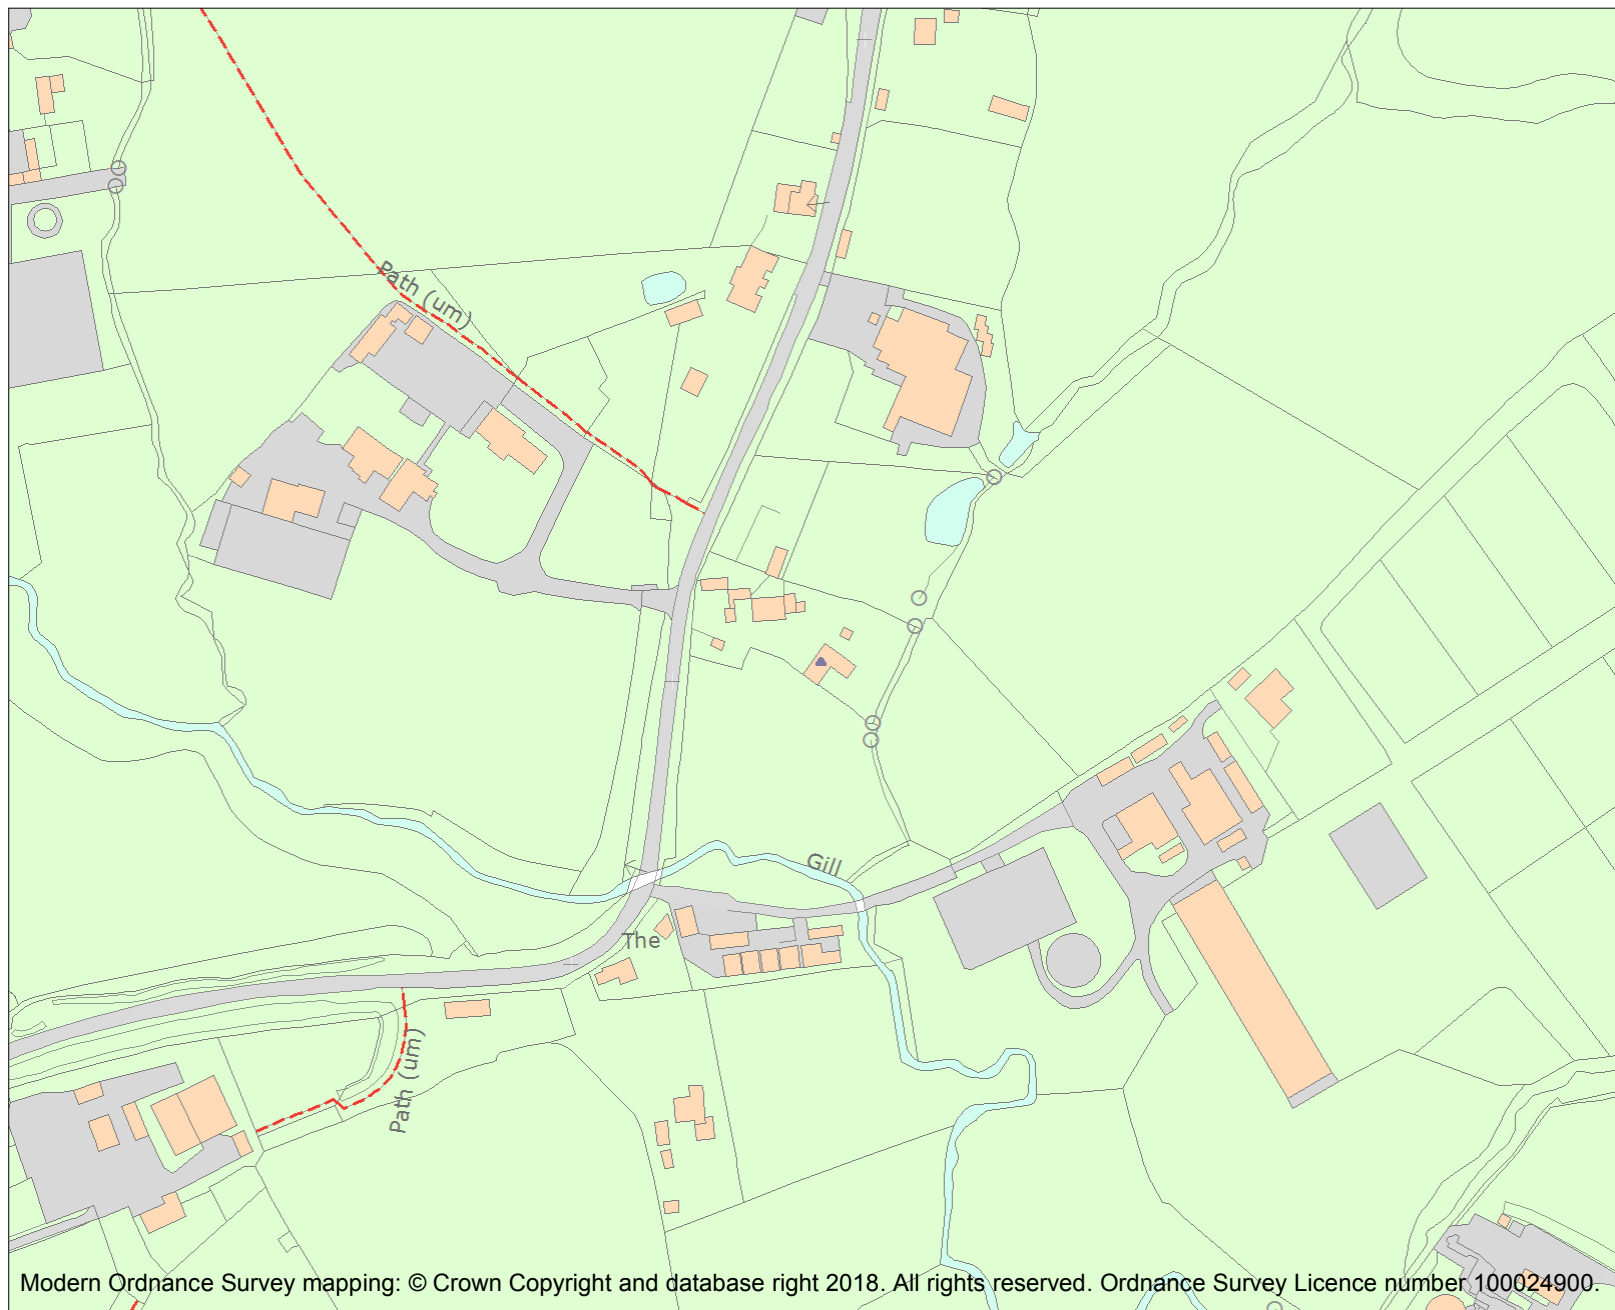 Path (um)
Gill
The
Path (um)
Modern Ordnance Survey mapping: © Crown Copyright and database right 2018. All rights reserved. Ordnance Survey Licence number 100024900.